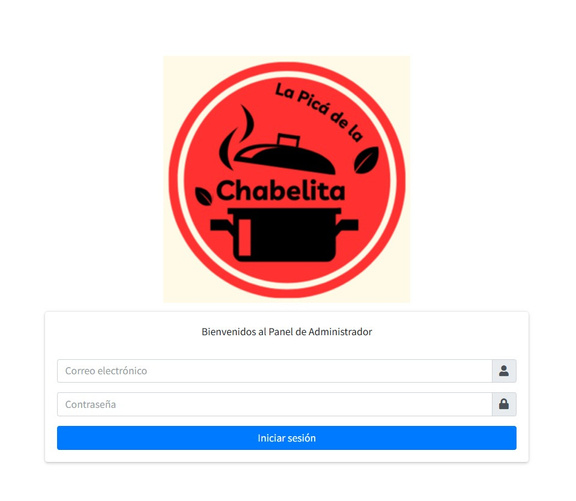 La Picá de la
Chabelita
Bienvenidos al Panel de Administrador
Correo electrónico
Contraseña
Iniciar sesión